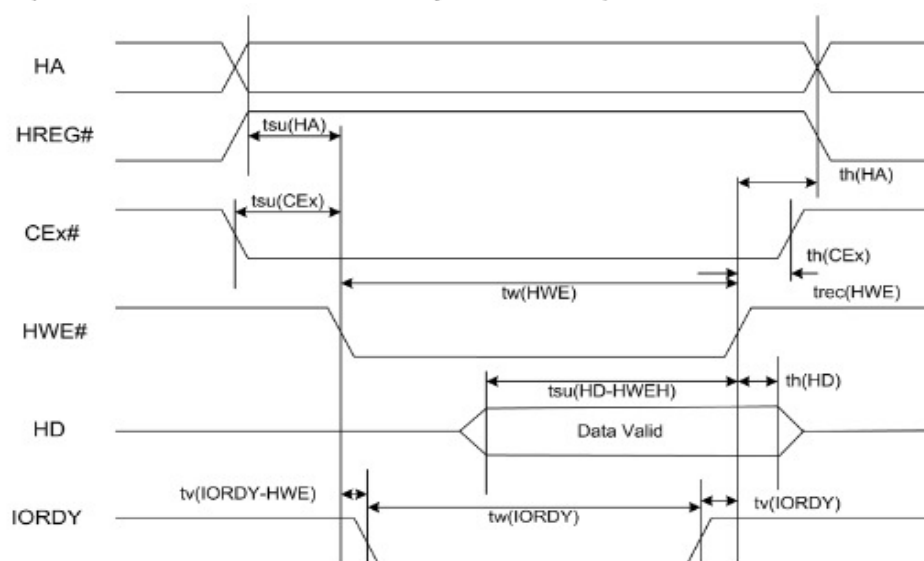 HA
HREG#
tsu(HA)
th(HA)
tsu(CEx)
CEx#
th(CEx)
tw(HWE)
trec(HWE)
HWE#
tsu(HD-HWEH)
th(HD)
HD
Data Valid
tv(IORDY-HWE)
tw(IORDY)
tv(IORDY)
IORDY